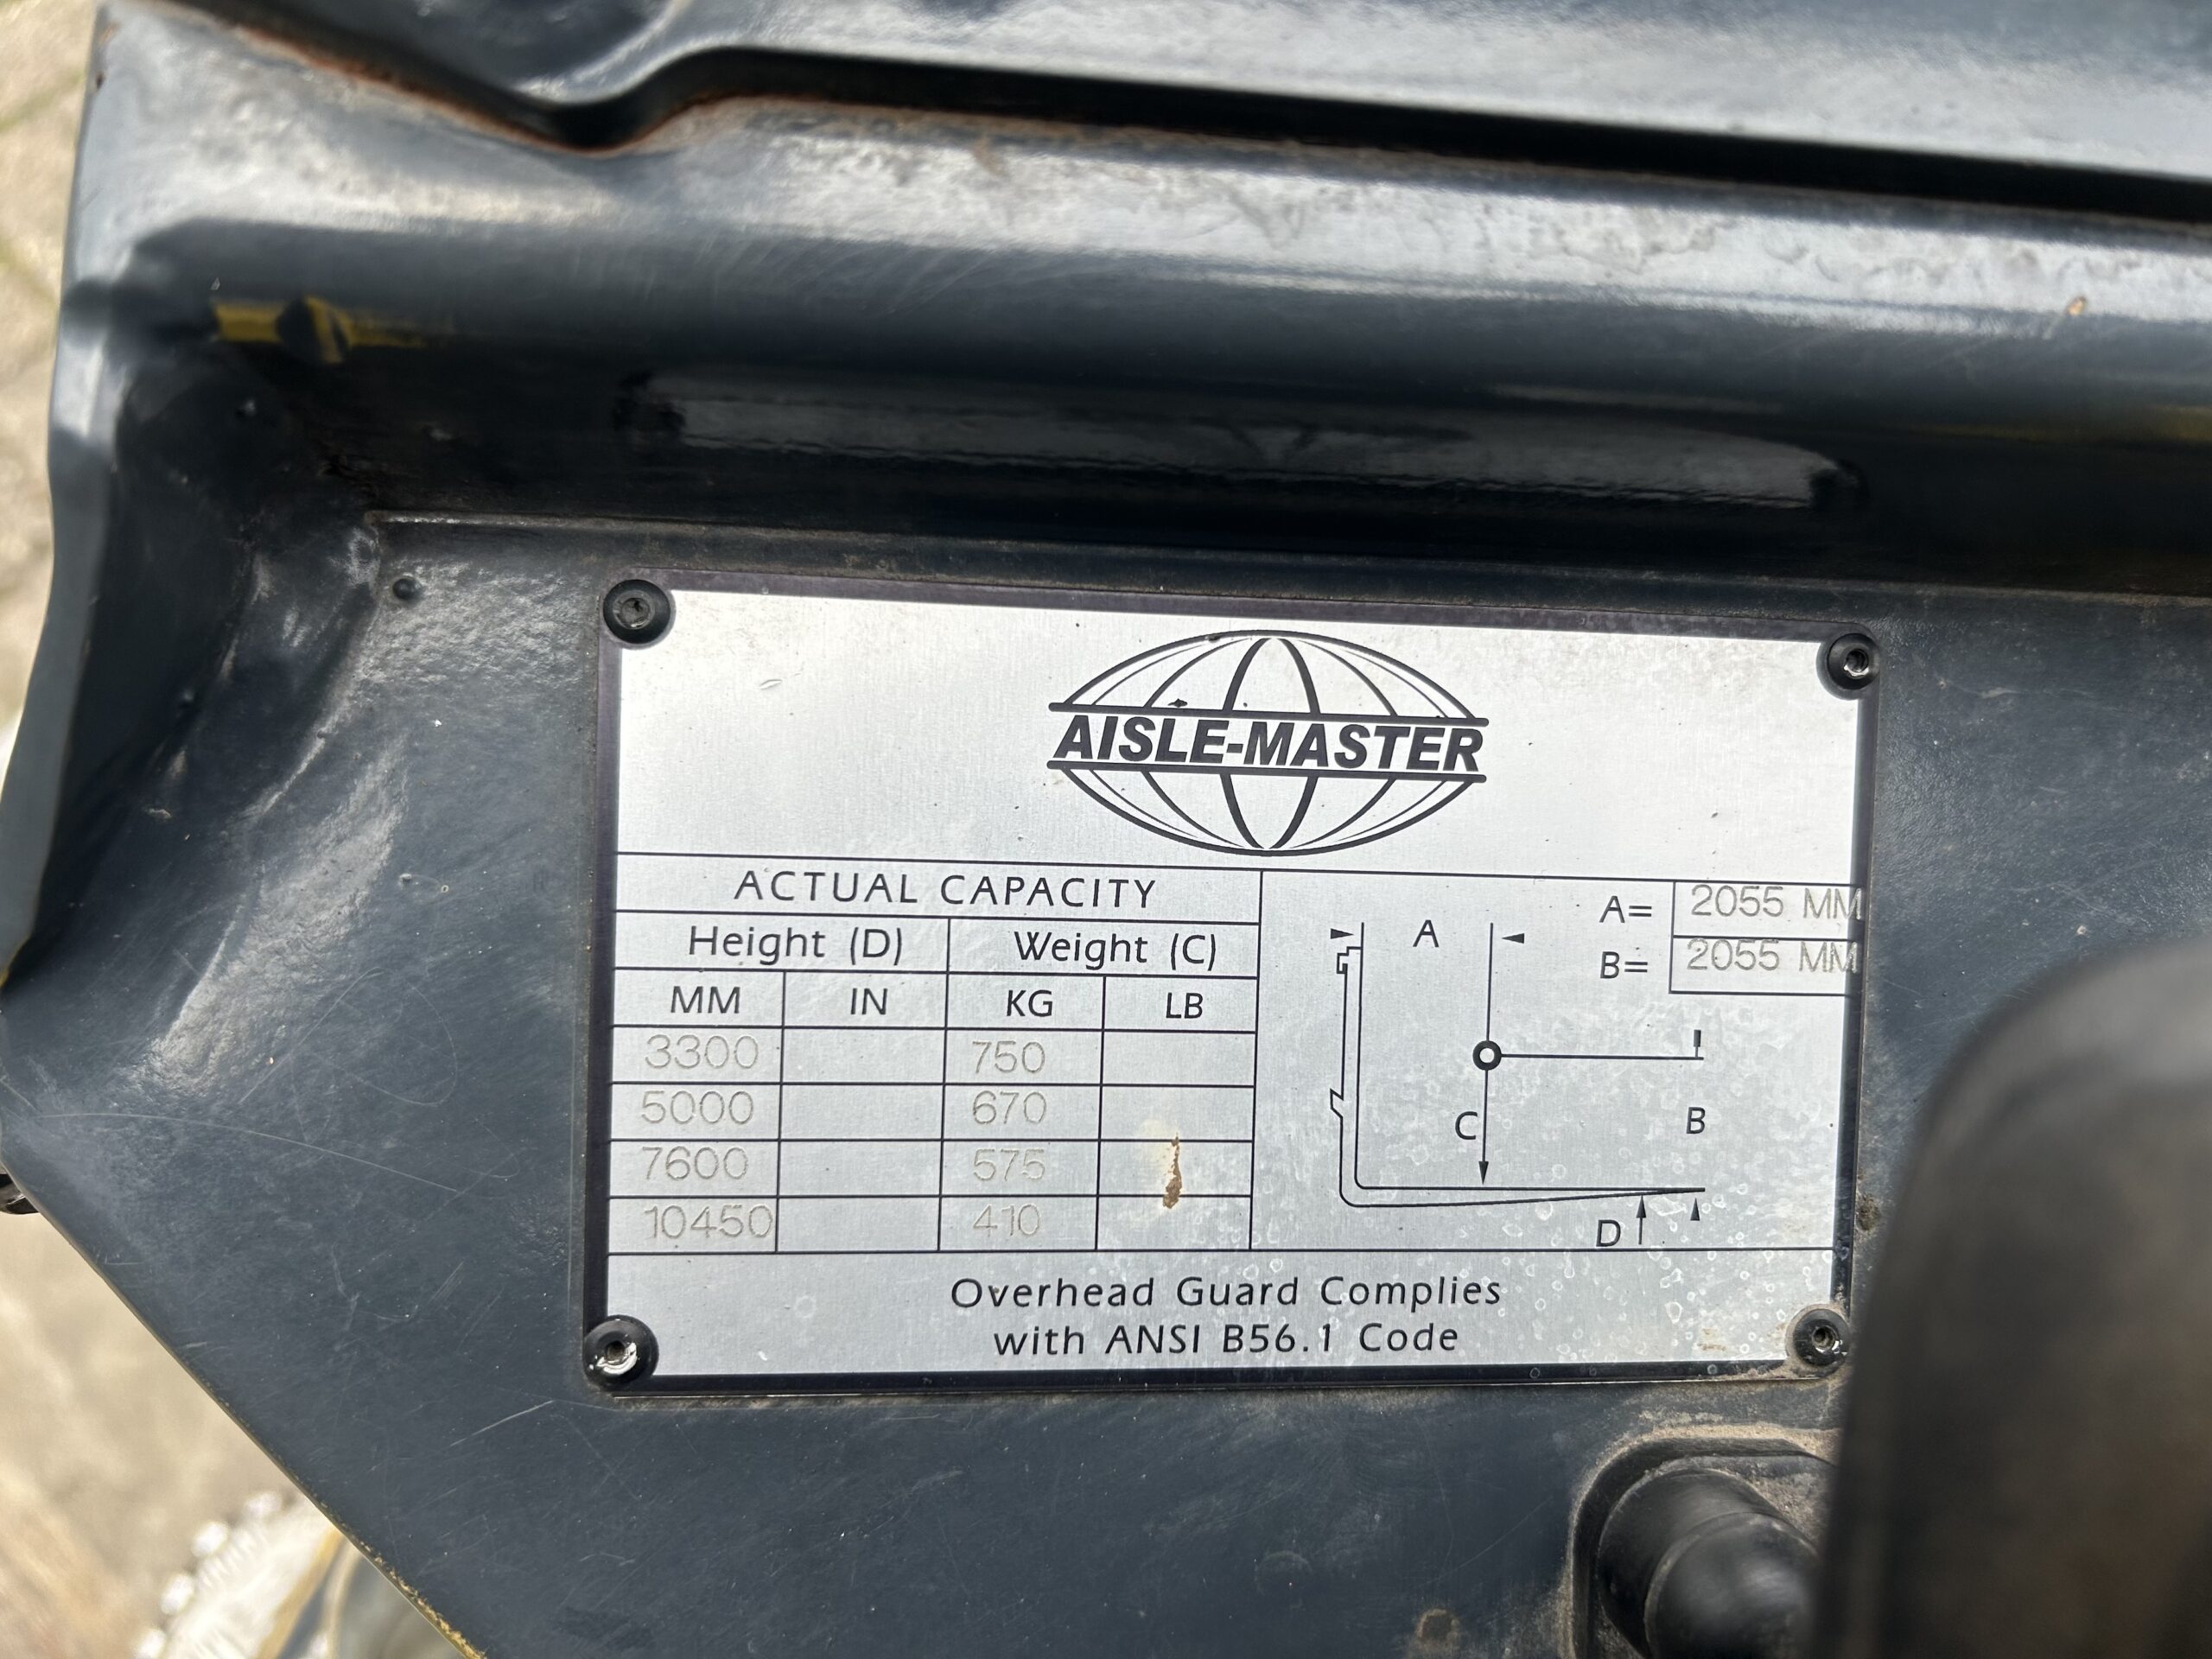 AISLE-MASTER
ACTUAL CAPACITY
Height (D) Weight (C)
MM IN KG LB
3300 750
5000 670
7600 575
10450 410
A= 2055 MM
B= 2055 MM
A
C
B
D
Overhead Guard Complies
with ANSI B56.1 Code